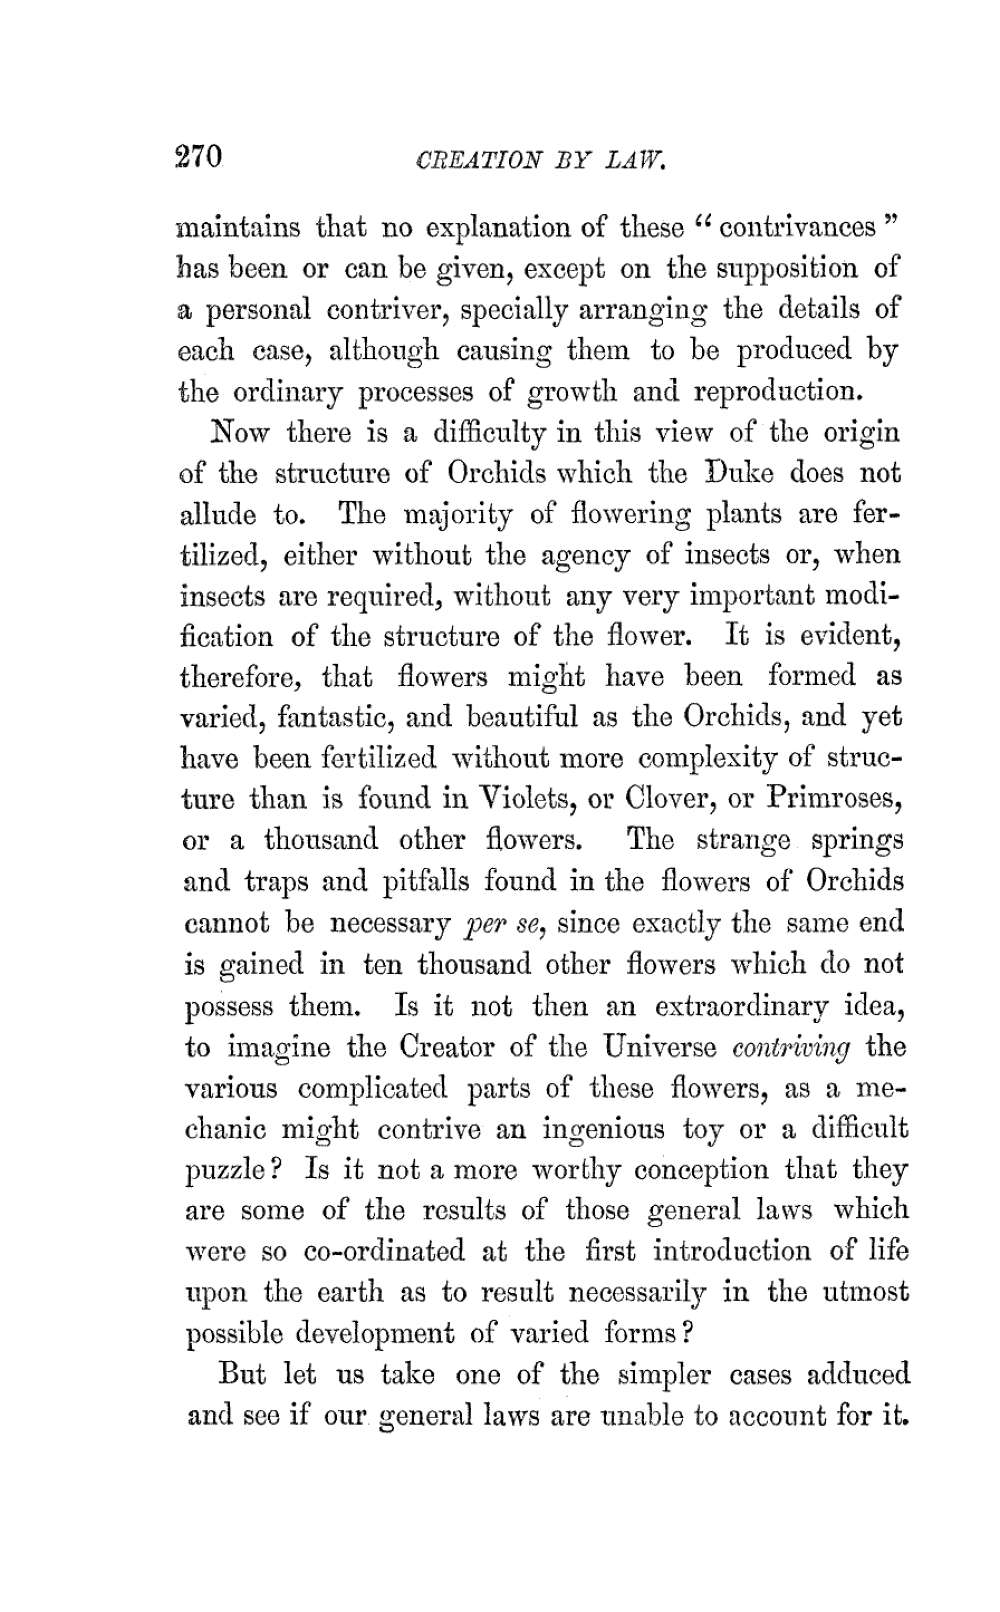 270 CREATION BY LAW.
maintains that no explanation of these “ contrivances ”
has been or can be given, except on the supposition of
a personal contriver, specially arranging the details of
each case, although causing them to be produced by
the ordinary processes of growth and reproduction.
Now there is a difficulty in this view of the origin
of the structure of Orchids which the Duke does not
allude to. The majority of flowering plants are fer-
tilized, either without the agency of insects or, when
insects are required, without any very important modi-
fication of the structure of the flower. It is evident,
therefore, that flowers might have been formed as
varied, fantastic, and beautiful as the Orchids, and yet
have been fertilized without more complexity of struc-
ture than is found in Violets, or Clover, or Primroses,
or a thousand other flowers. The strange springs
and traps and pitfalls found in the flowers of Orchids
cannot be necessary per se, since exactly the same end
is gained in ten thousand other flowers which do not
possess them. Is it not then an extraordinary idea,
to imagine the Creator of the Universe contriving the
various complicated parts of these flowers, as a me-
chanic might contrive an ingenious toy or a difficult
puzzle? Is it not a more worthy conception that they
are some of the results of those general laws which
were so co-ordinated at the first introduction of life
upon the earth as to result necessarily in the utmost
possible development of varied forms?
But let us take one of the simpler cases adduced
and see if our general laws are unable to account for it.